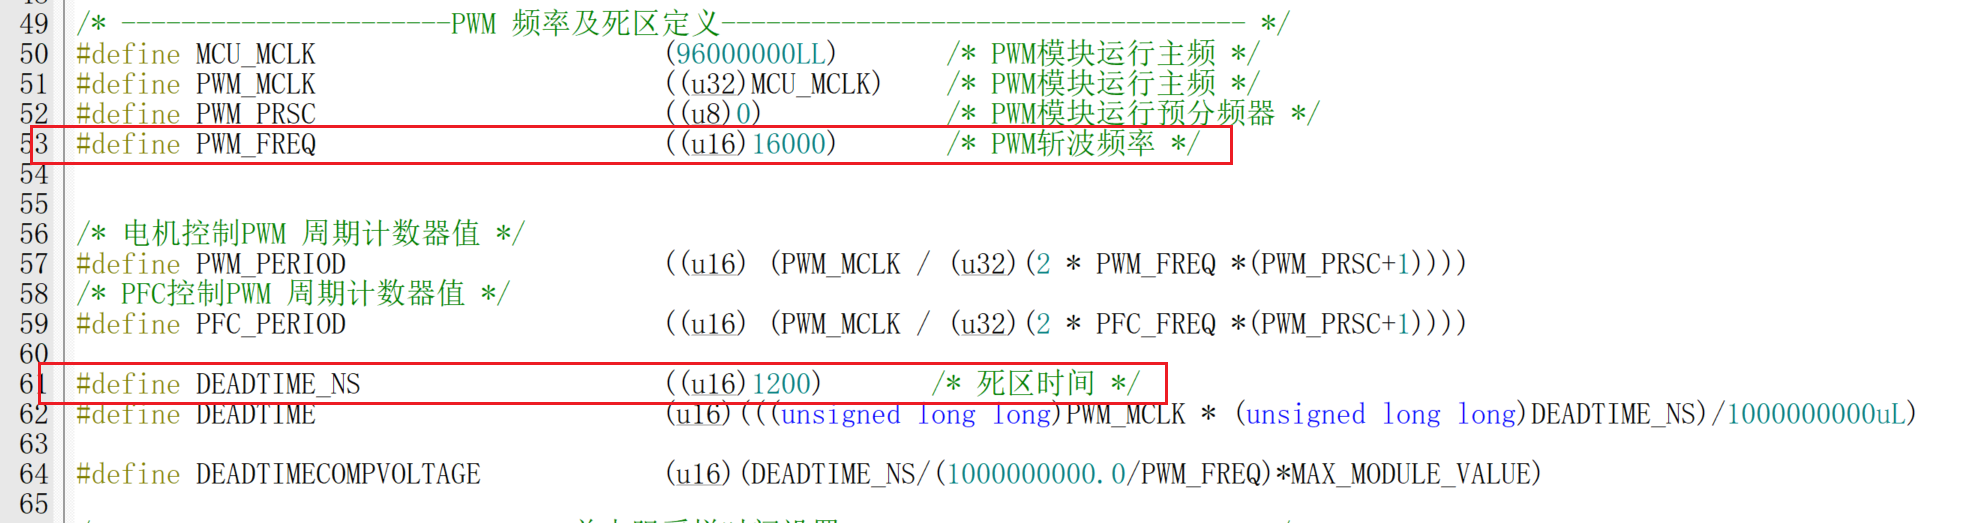 49 /* ----------------------PWM 频率及死区定义----------------------------------- */
50 #define MCU_MCLK (96000000LL) /* PWM模块运行主频 */
51 #define PWM_MCLK ((u32)MCU_MCLK) /* PWM模块运行主频 */
52 #define PWM_PRSC ((u8)0) /* PWM模块运行预分频器 */
53 #define PWM_FREQ ((u16)16000) /* PWM斩波频率 */
54
55
56 /* 电机控制PWM 周期计数器值 */
57 #define PWM_PERIOD ((u16) (PWM_MCLK / (u32)(2 * PWM_FREQ *(PWM_PRSC+1))))
58 /* PFC控制PWM 周期计数器值 */
59 #define PFC_PERIOD ((u16) (PWM_MCLK / (u32)(2 * PFC_FREQ *(PWM_PRSC+1))))
60
61 #define DEADTIME_NS ((u16)1200) /* 死区时间 */
62 #define DEADTIME (u16)(((unsigned long long)PWM_MCLK * (unsigned long long)DEADTIME_NS)/1000000000uL)
63
64 #define DEADTIMECOMPVOLTAGE (u16)(DEADTIME_NS/(1000000000.0/PWM_FREQ)*MAX_MODULE_VALUE)
65